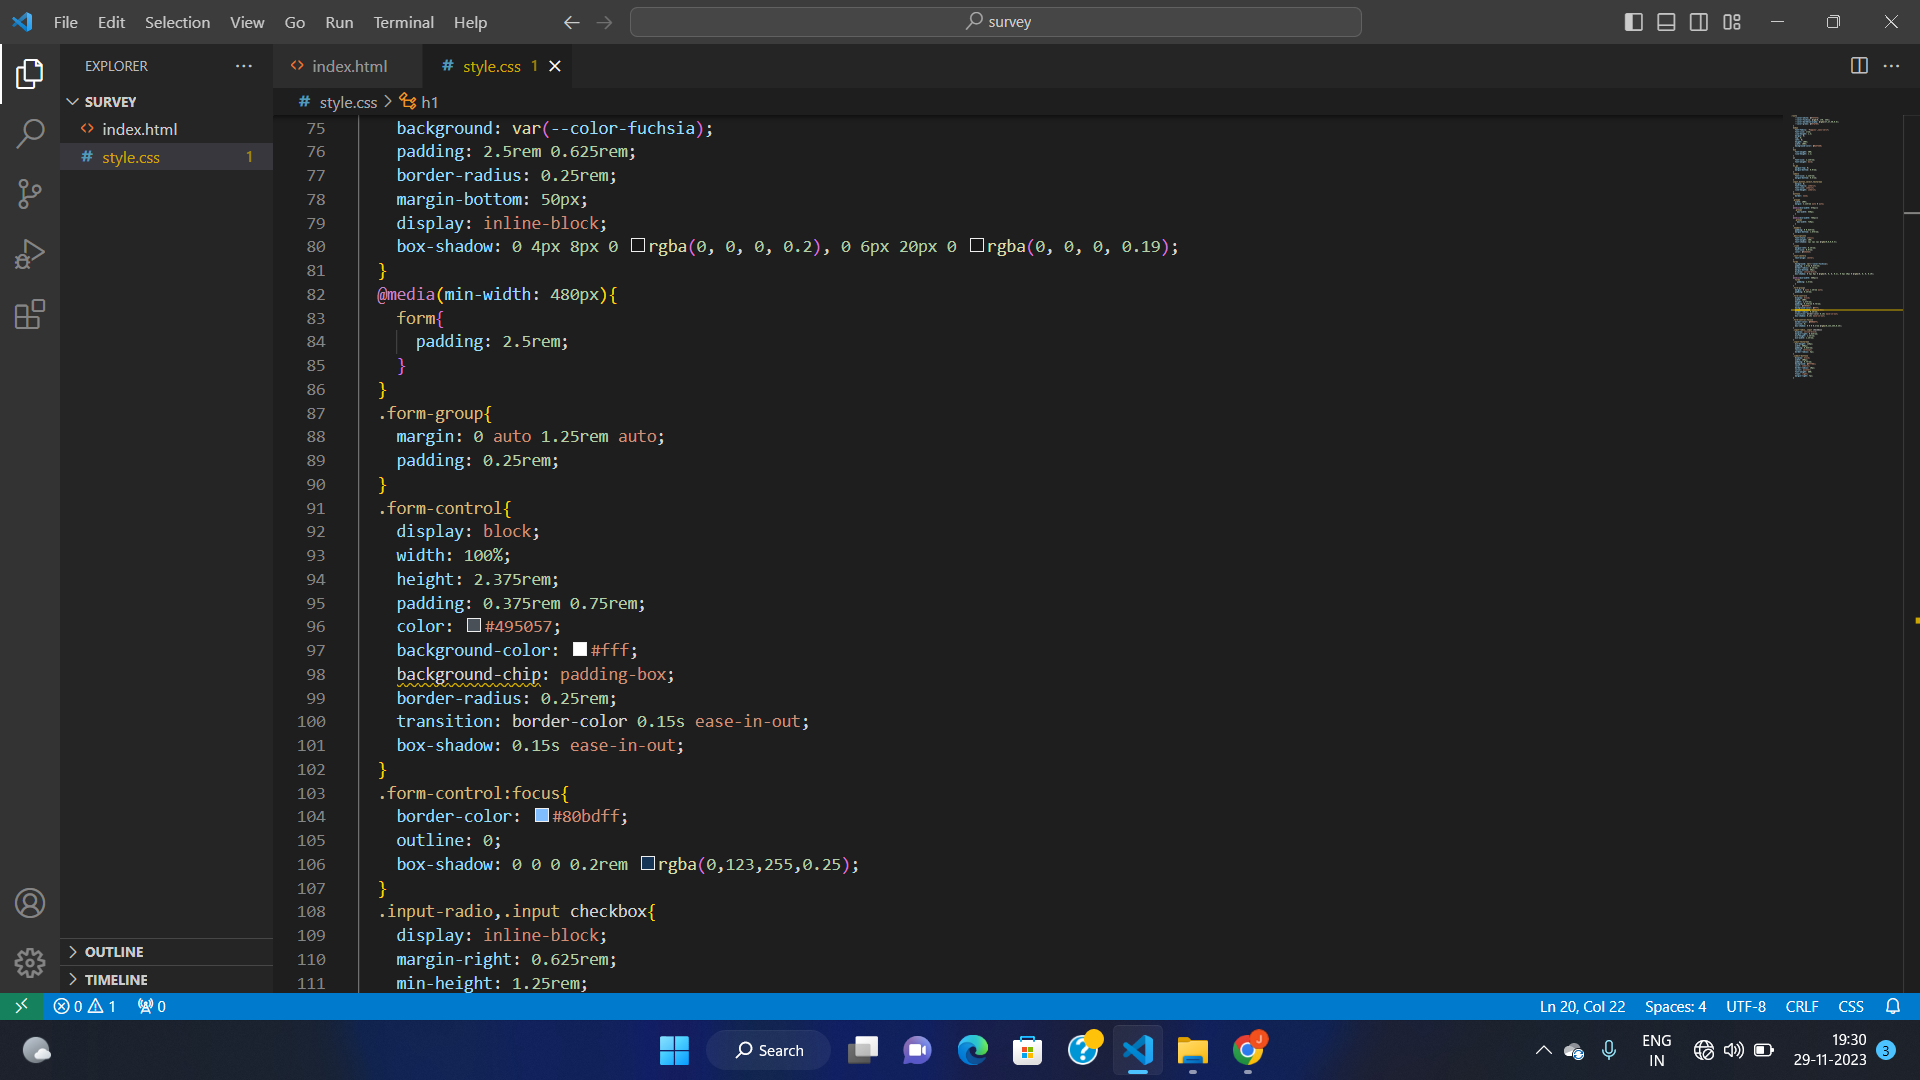 File Edit Selection View Go Run Terminal Help
survey
EXPLORER
SURVEY
index.html
style.css 1
index.html
style.css 1
style.css > h1
75 background: var(--color-fuchsia);
76 padding: 2.5rem 0.625rem;
77 border-radius: 0.25rem;
78 margin-bottom: 50px;
79 display: inline-block;
80 box-shadow: 0 4px 8px 0 rgba(0, 0, 0, 0.2), 0 6px 20px 0 rgba(0, 0, 0, 0.19);
81 }
82 @media(min-width: 480px){
83 form{
84 padding: 2.5rem;
85 }
86 }
87 .form-group{
88 margin: 0 auto 1.25rem auto;
89 padding: 0.25rem;
90 }
91 .form-control{
92 display: block;
93 width: 100%;
94 height: 2.375rem;
95 padding: 0.375rem 0.75rem;
96 color: #495057;
97 background-color: #fff;
98 background-chip: padding-box;
99 border-radius: 0.25rem;
100 transition: border-color 0.15s ease-in-out;
101 box-shadow: 0.15s ease-in-out;
102 }
103 .form-control:focus{
104 border-color: #80bdff;
105 outline: 0;
106 box-shadow: 0 0 0 0.2rem rgba(0,123,255,0.25);
107 }
108 .input-radio,.input checkbox{
109 display: inline-block;
110 margin-right: 0.625rem;
111 min-height: 1.25rem;
OUTLINE
TIMELINE
0 1 0
Ln 20, Col 22 Spaces: 4 UTF-8 CRLF CSS
Search
J
ENG
IN
19:30
29-11-2023
3